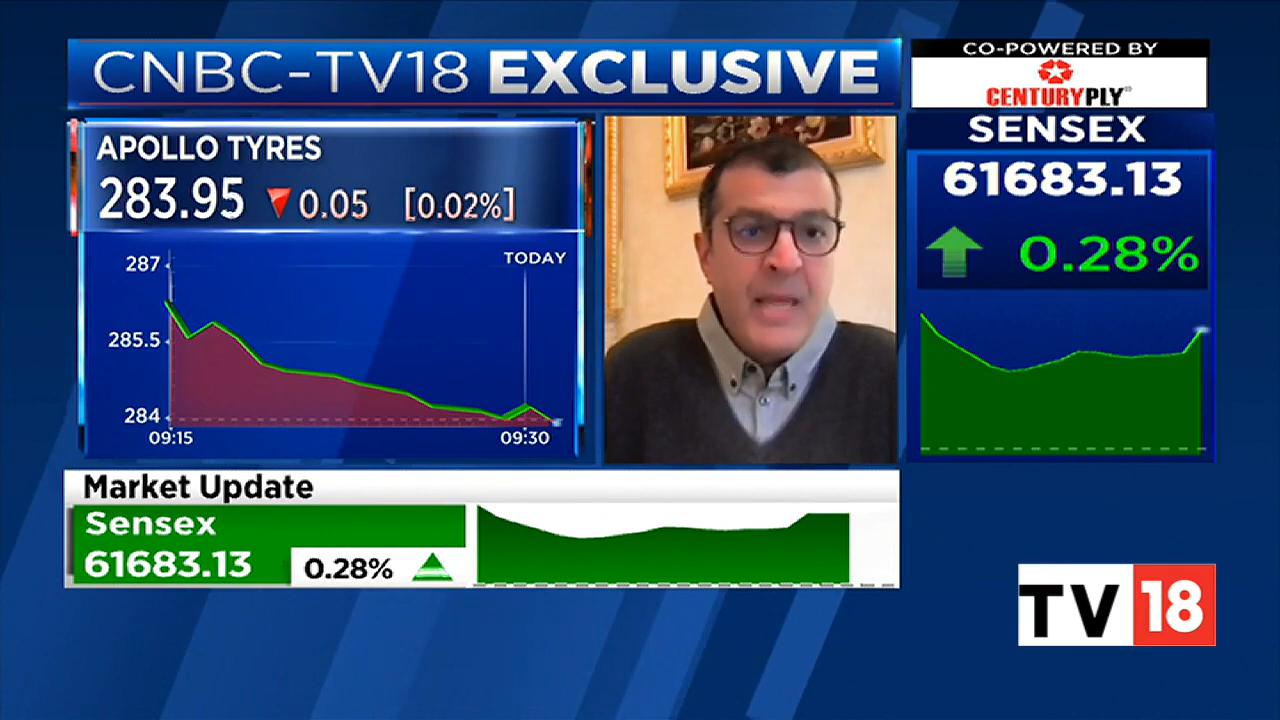 CNBC-TV18 EXCLUSIVE
CO-POWERED BY
CENTURYPLY
APOLLO TYRES
283.95 ▼ 0.05 [0.02%]
287
285.5
284
09:15
09:30
TODAY
SENSEX
61683.13
0.28%
Market Update
Sensex
61683.13
0.28%
TV18